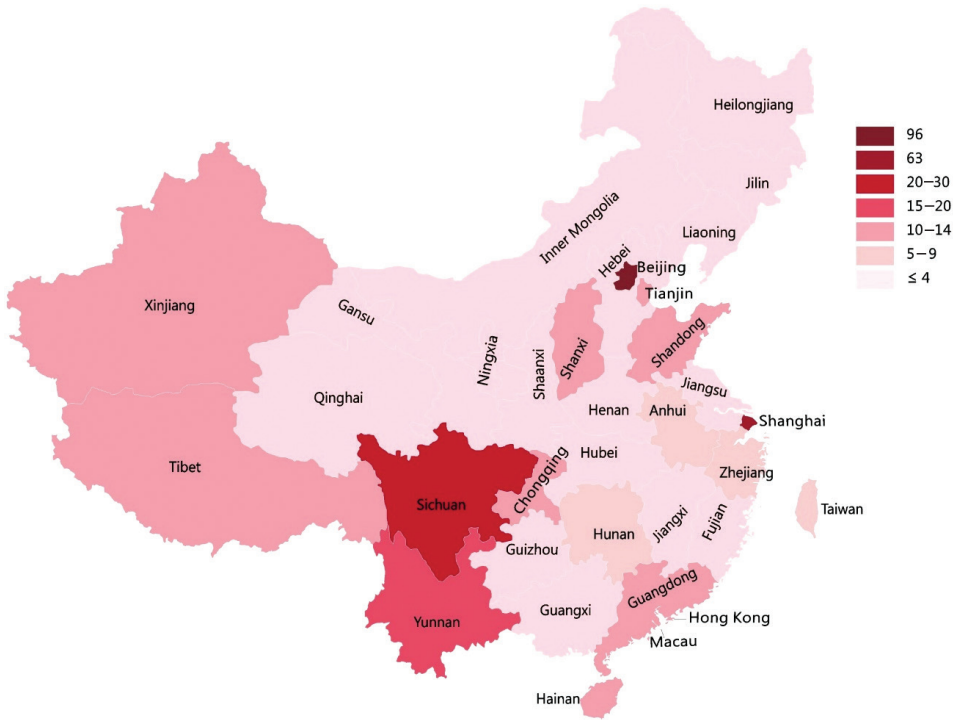 Heilongjiang
96
63
20–30
15–20
10–14
5–9
≤ 4
Jilin
Inner Mongolia
Liaoning
Hebei
Beijing
Tianjin
Xinjiang
Gansu
Ningxia
Shaanxi
Shanxi
Shandong
Qinghai
Jiangsu
Henan
Anhui
Shanghai
Tibet
Hubei
Zhejiang
Sichuan
Chongqing
Taiwan
Guizhou
Hunan
Jiangxi
Fujian
Yunnan
Guangxi
Guangdong
Hong Kong
Macau
Hainan